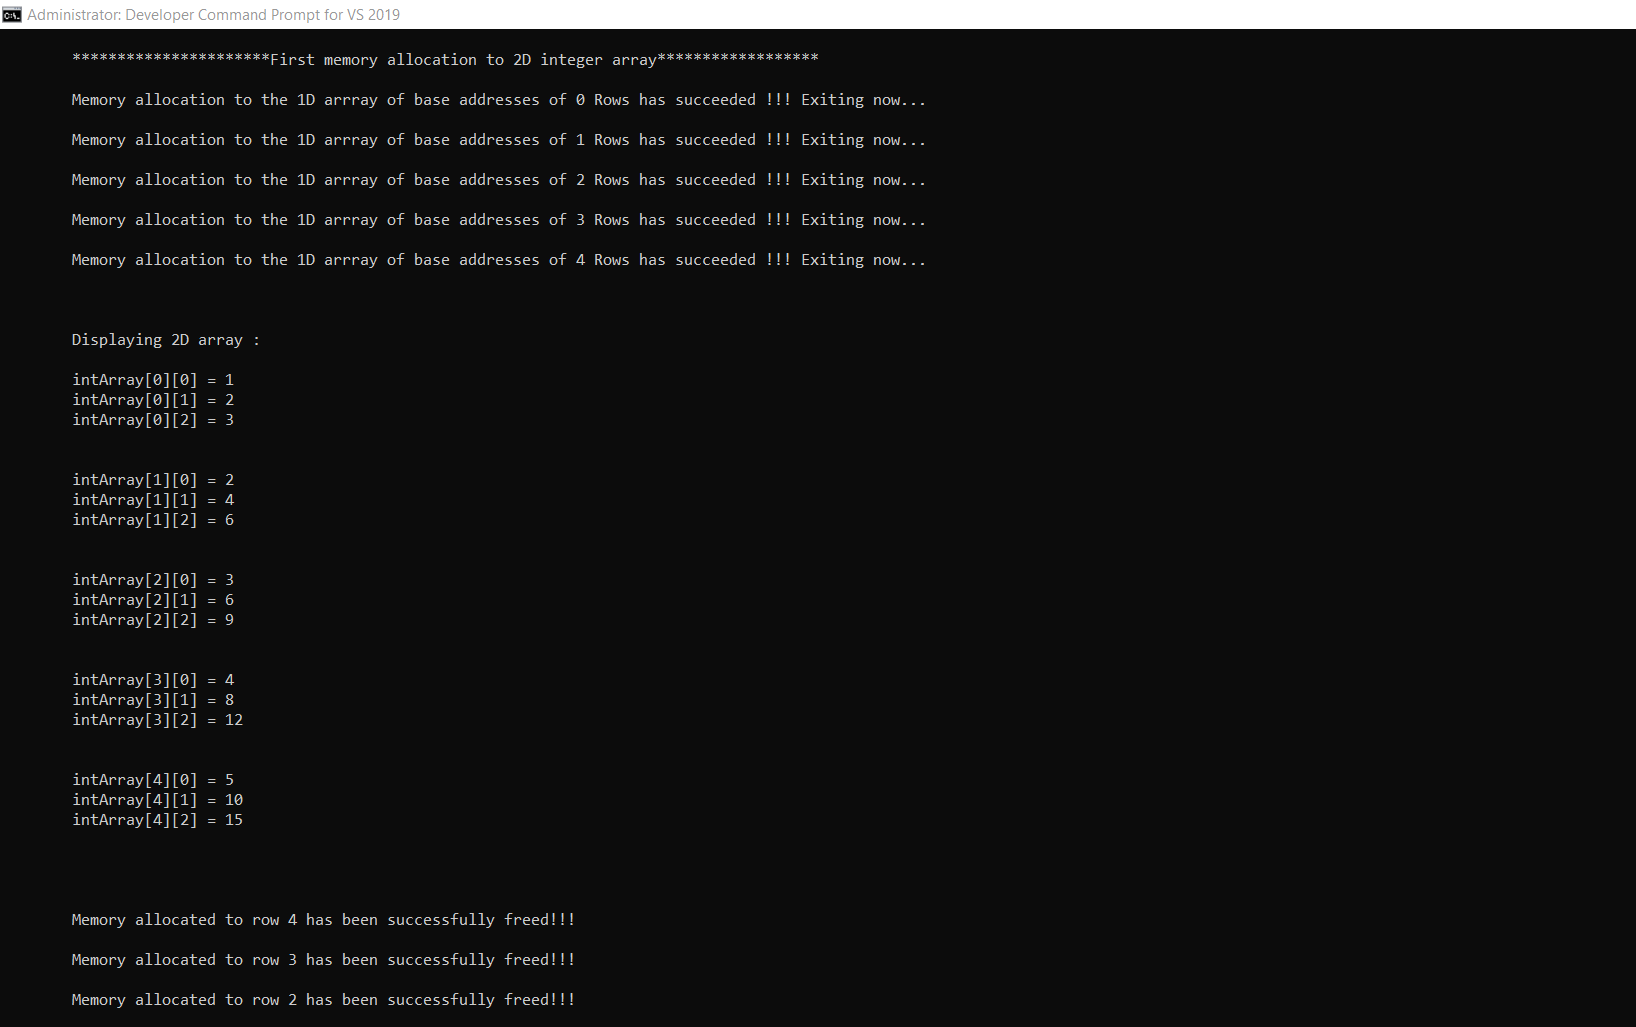 Administrator: Developer Command Prompt for VS 2019
**********************First memory allocation to 2D integer array******************
Memory allocation to the 1D arrray of base addresses of 0 Rows has succeeded !!! Exiting now...
Memory allocation to the 1D arrray of base addresses of 1 Rows has succeeded !!! Exiting now...
Memory allocation to the 1D arrray of base addresses of 2 Rows has succeeded !!! Exiting now...
Memory allocation to the 1D arrray of base addresses of 3 Rows has succeeded !!! Exiting now...
Memory allocation to the 1D arrray of base addresses of 4 Rows has succeeded !!! Exiting now...
Displaying 2D array :
intArray[0][0] = 1
intArray[0][1] = 2
intArray[0][2] = 3
intArray[1][0] = 2
intArray[1][1] = 4
intArray[1][2] = 6
intArray[2][0] = 3
intArray[2][1] = 6
intArray[2][2] = 9
intArray[3][0] = 4
intArray[3][1] = 8
intArray[3][2] = 12
intArray[4][0] = 5
intArray[4][1] = 10
intArray[4][2] = 15
Memory allocated to row 4 has been successfully freed!!!
Memory allocated to row 3 has been successfully freed!!!
Memory allocated to row 2 has been successfully freed!!!